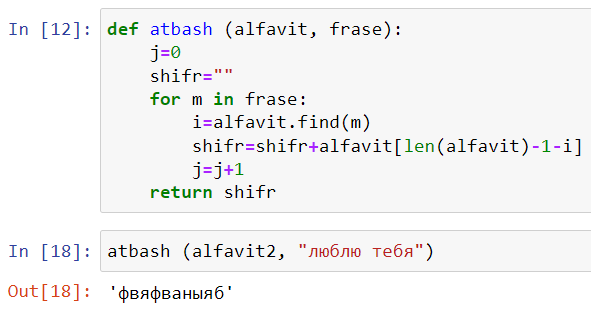 In [12]: def atbash (alfavit, frase):
    j=0
    shifr=""
    for m in frase:
        i=alfavit.find(m)
        shifr=shifr+alfavit[len(alfavit)-1-i]
        j=j+1
    return shifr
In [18]: atbash (alfavit2, "люблю тебя")
Out[18]: 'фвяфваныяб'